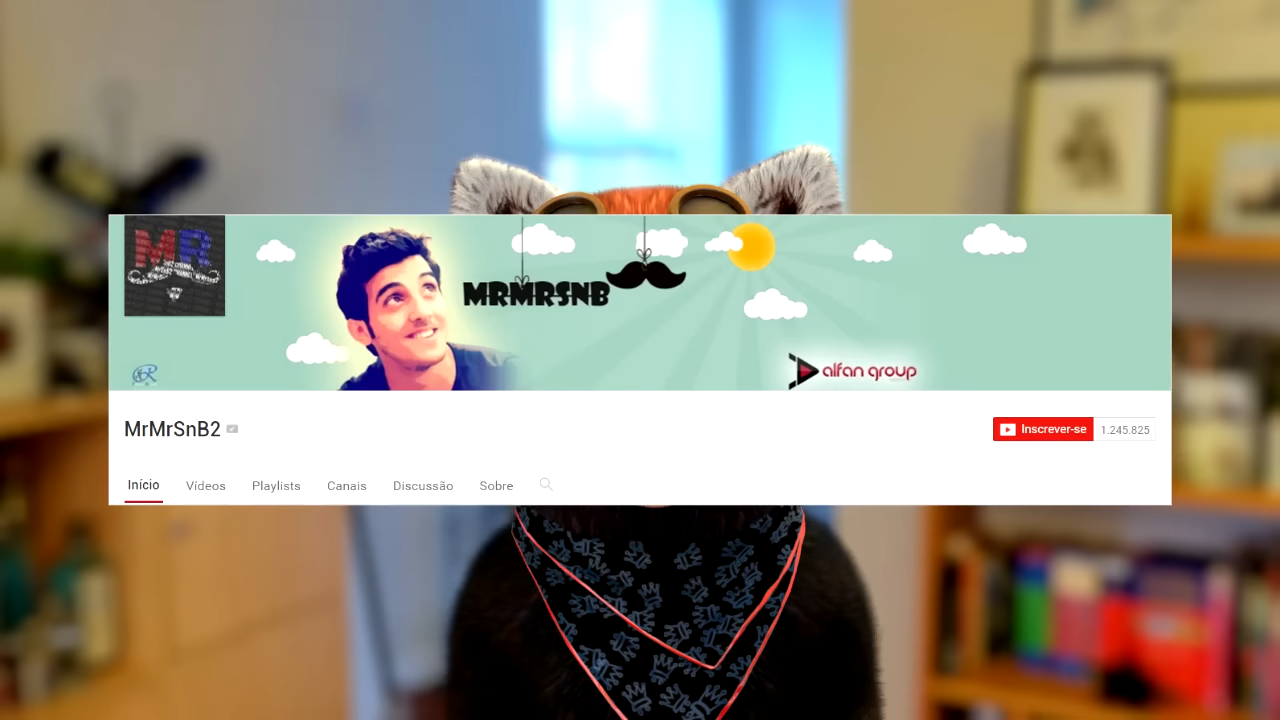 MR
MRMRSNB
alfan group
MrMrSnB2
Inscrever-se 1.245.825
Início Vídeos Playlists Canais Discussão Sobre